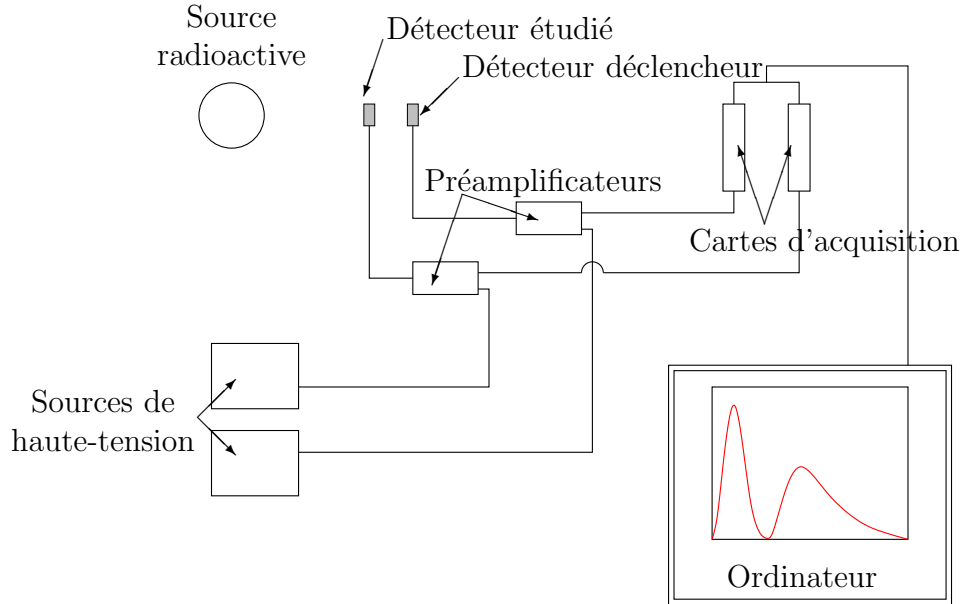 Source
radioactive
Détecteur étudié
Détecteur déclencheur
Préamplificateurs
Cartes d'acquisition
Sources de
haute-tension
Ordinateur